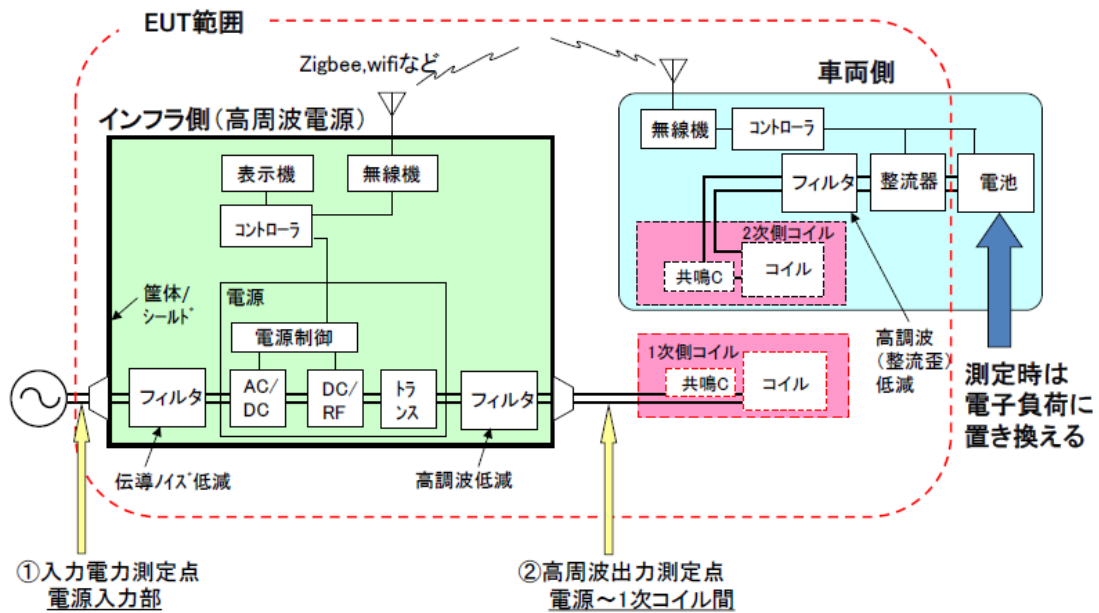 EUT範囲
Zigbee,wifiなど
車両側
インフラ側(高周波電源)
無線機
コントローラ
表示機
無線機
フィルタ
整流器
電池
コントローラ
2次側コイル
共鳴C
コイル
筐体/
シールド
電源
電源制御
高調波
(整流歪)
低減
1次側コイル
共鳴C
コイル
フィルタ
AC/
DC
DC/
RF
トラ
ンス
フィルタ
測定時は
電子負荷に
置き換える
伝導ノイズ低減
高調波低減
①入力電力測定点
電源入力部
②高周波出力測定点
電源~1次コイル間